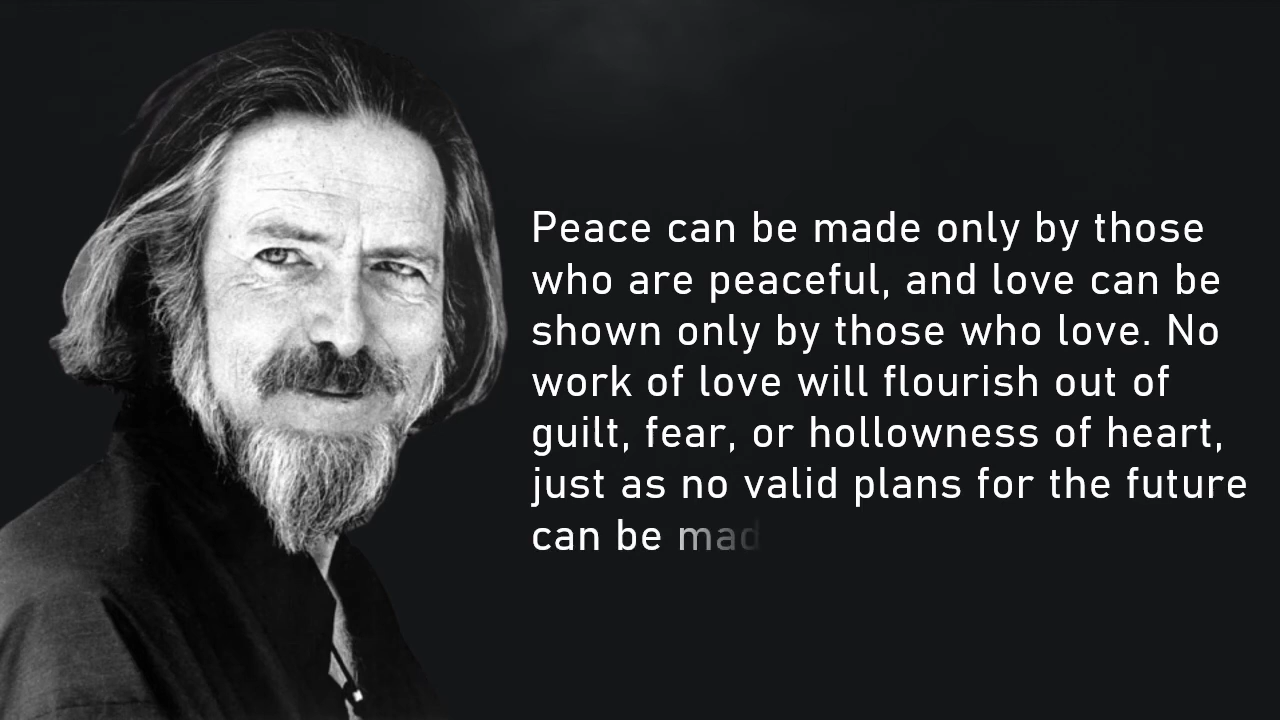 Peace can be made only by those
who are peaceful, and love can be
shown only by those who love. No
work of love will flourish out of
guilt, fear, or hollowness of heart,
just as no valid plans for the future
can be mad